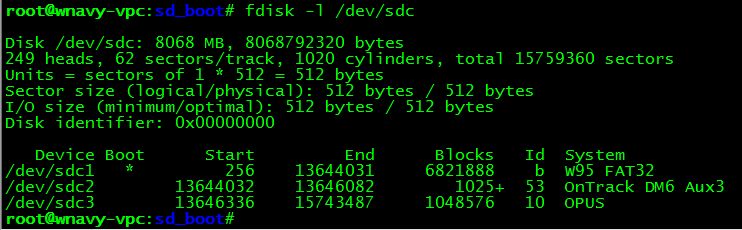 root@wnavy-vpc:sd_boot# fdisk -l /dev/sdc
Disk /dev/sdc: 8068 MB, 8068792320 bytes
249 heads, 62 sectors/track, 1020 cylinders, total 15759360 sectors
Units = sectors of 1 * 512 = 512 bytes
Sector size (logical/physical): 512 bytes / 512 bytes
I/O size (minimum/optimal): 512 bytes / 512 bytes
Disk identifier: 0x00000000
Device Boot Start End Blocks Id System
/dev/sdc1 * 256 13644031 6821888 b W95 FAT32
/dev/sdc2 13644032 13646082 1025+ 53 OnTrack DM6 Aux3
/dev/sdc3 13646336 15743487 1048576 10 OPUS
root@wnavy-vpc:sd_boot#